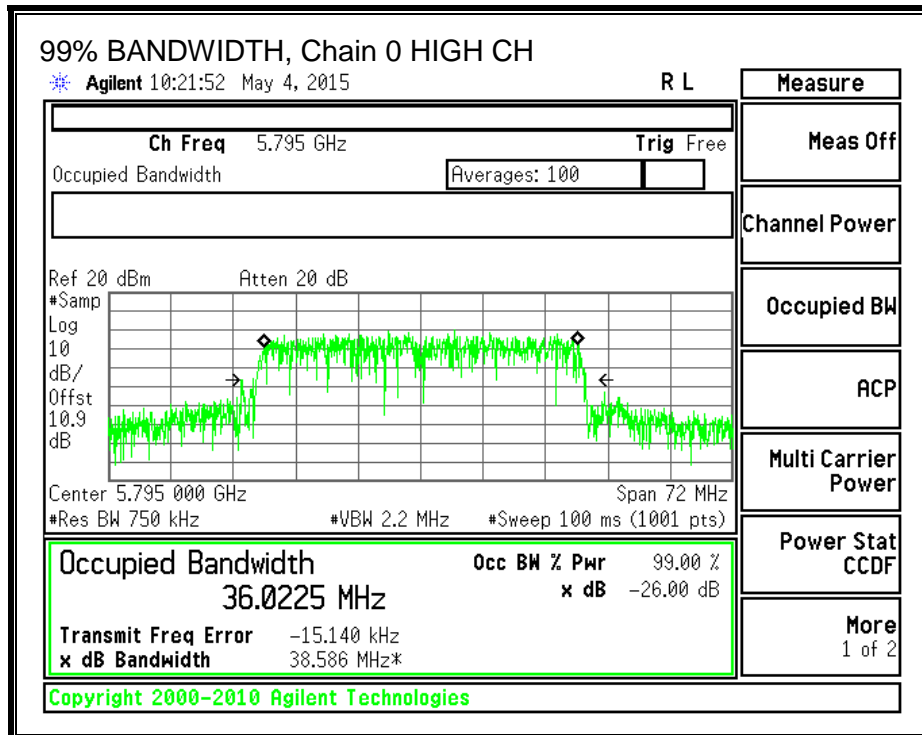 99% BANDWIDTH, Chain 0 HIGH CH
Agilent 10:21:52 May 4, 2015 R L
Measure
Ch Freq 5.795 GHz Trig Free
Occupied Bandwidth Averages: 100
Meas Off
Channel Power
Occupied BW
ACP
Multi Carrier
Power
Power Stat
CCDF
More
1 of 2
Ref 20 dBm Atten 20 dB
#Samp
Log
10
dB/
Offst
10.9
dB
Center 5.795 000 GHz Span 72 MHz
#Res BW 750 kHz #VBW 2.2 MHz #Sweep 100 ms (1001 pts)
Occupied Bandwidth Occ BW % Pwr 99.00 %
36.0225 MHz x dB -26.00 dB
Transmit Freq Error -15.140 kHz
x dB Bandwidth 38.586 MHz*
Copyright 2000-2010 Agilent Technologies